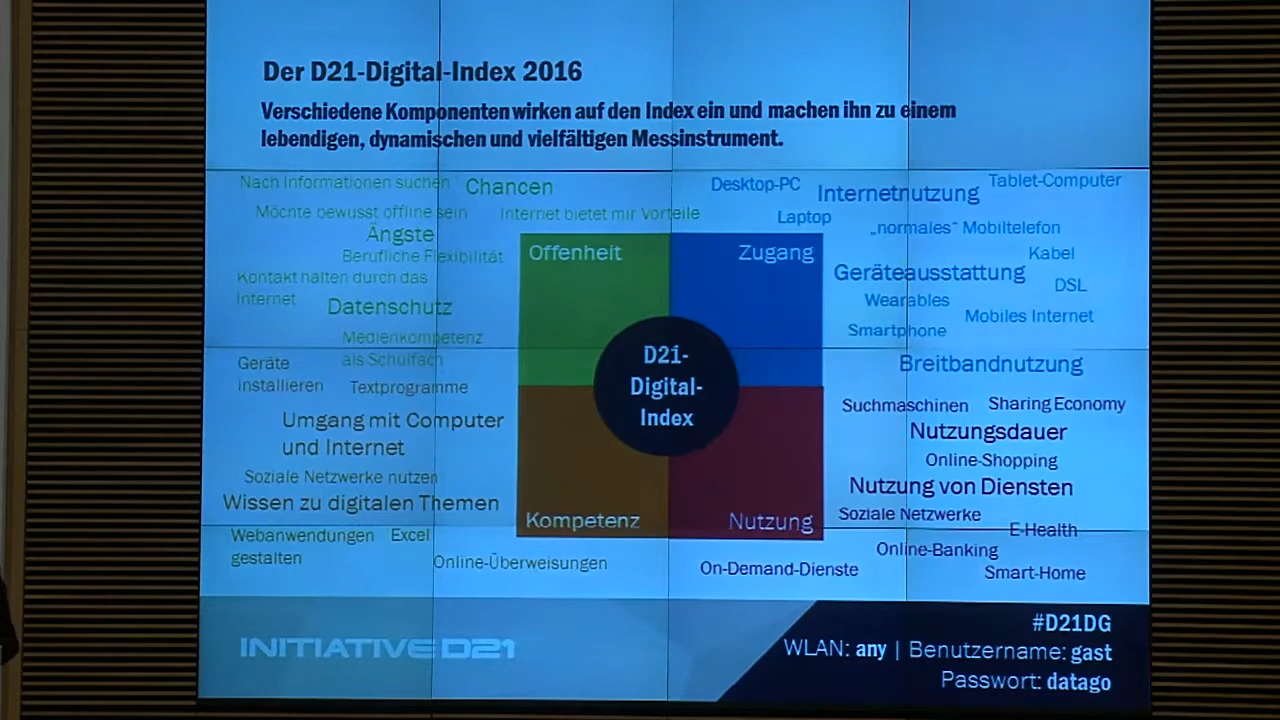 Der D21-Digital-Index 2016
Verschiedene Komponenten wirken auf den Index ein und machen ihn zu einem
lebendigen, dynamischen und vielfältigen Messinstrument.
Nach Informationen suchen
Chancen
Möchte bewusst offline sein
Internet bietet mir Vorteile
Ängste
Berufliche Flexibilität
Kontakt halten durch das
Internet
Datenschutz
Medienkompetenz
als Schulfach
Offenheit
Desktop-PC
Internetnutzung
Tablet-Computer
Laptop
„normales“ Mobiltelefon
Zugang
Kabel
Geräteausstattung
DSL
Wearables
Mobiles Internet
Smartphone
Breitbandnutzung
D21-
Digital-
Index
Geräte
installieren
Textprogramme
Umgang mit Computer
und Internet
Soziale Netzwerke nutzen
Wissen zu digitalen Themen
Kompetenz
Webanwendungen
gestalten
Excel
Online-Überweisungen
Suchmaschinen
Sharing Economy
Nutzungsdauer
Online-Shopping
Nutzung von Diensten
Soziale Netzwerke
Nutzung
E-Health
Online-Banking
On-Demand-Dienste
Smart-Home
INITIATIVE D21
#D21DG
WLAN: any | Benutzername: gast
Passwort: datago